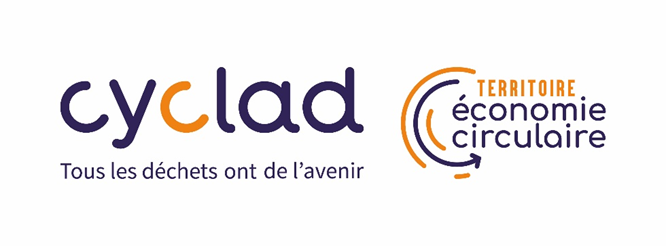 cyclad
Tous les déchets ont de l’avenir
TERRITOIRE
économie
circulaire